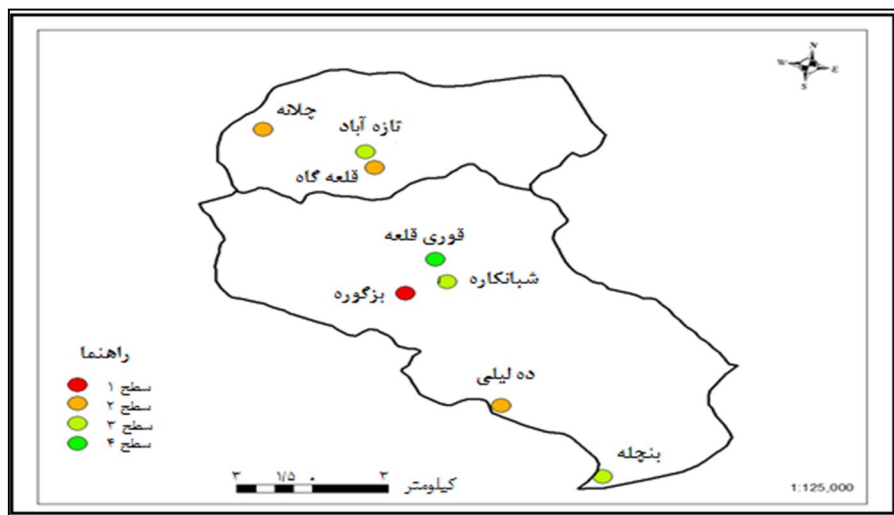 N
W E
S
چلانه
تازه آباد
قلعه گاه
قوری قلعه
شبانکاره
بزگوره
ده لیلی
بنچله
راهنما
سطح ۱
سطح ۲
سطح ۳
سطح ۴
۳ ۱/۵ ۰ ۳
کیلومتر
1:125,000